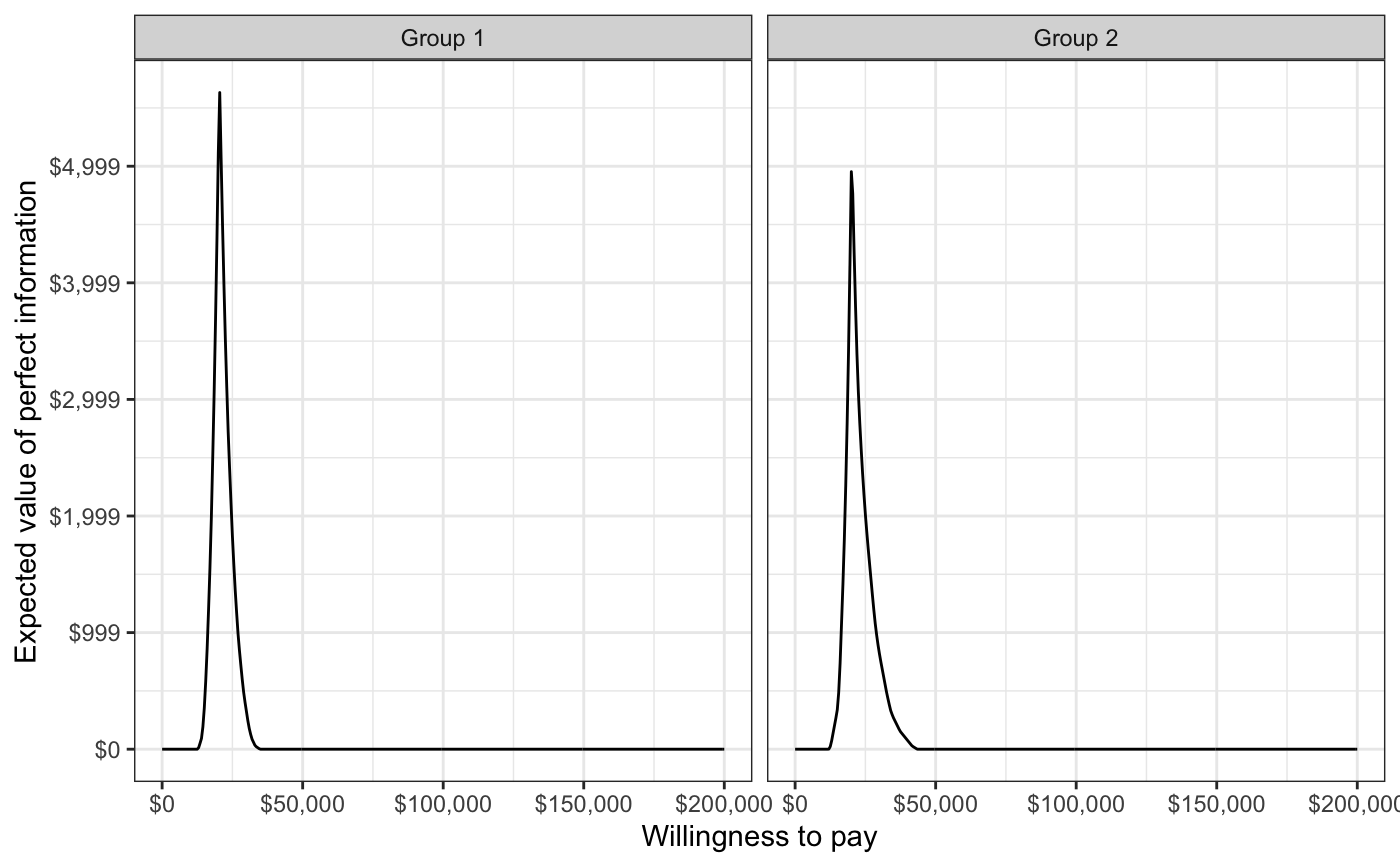 Group 1
Group 2
Expected value of perfect information
$4,999
$3,999
$2,999
$1,999
$999
$0
$0 $50,000 $100,000 $150,000 $200,000
$0 $50,000 $100,000 $150,000 $200,000
Willingness to pay